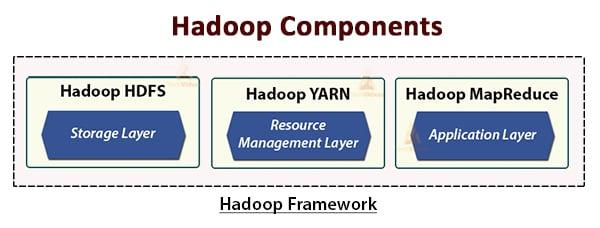 Hadoop Components
Hadoop HDFS
Storage Layer
Hadoop YARN
Resource
Management Layer
Hadoop MapReduce
Application Layer
Hadoop Framework